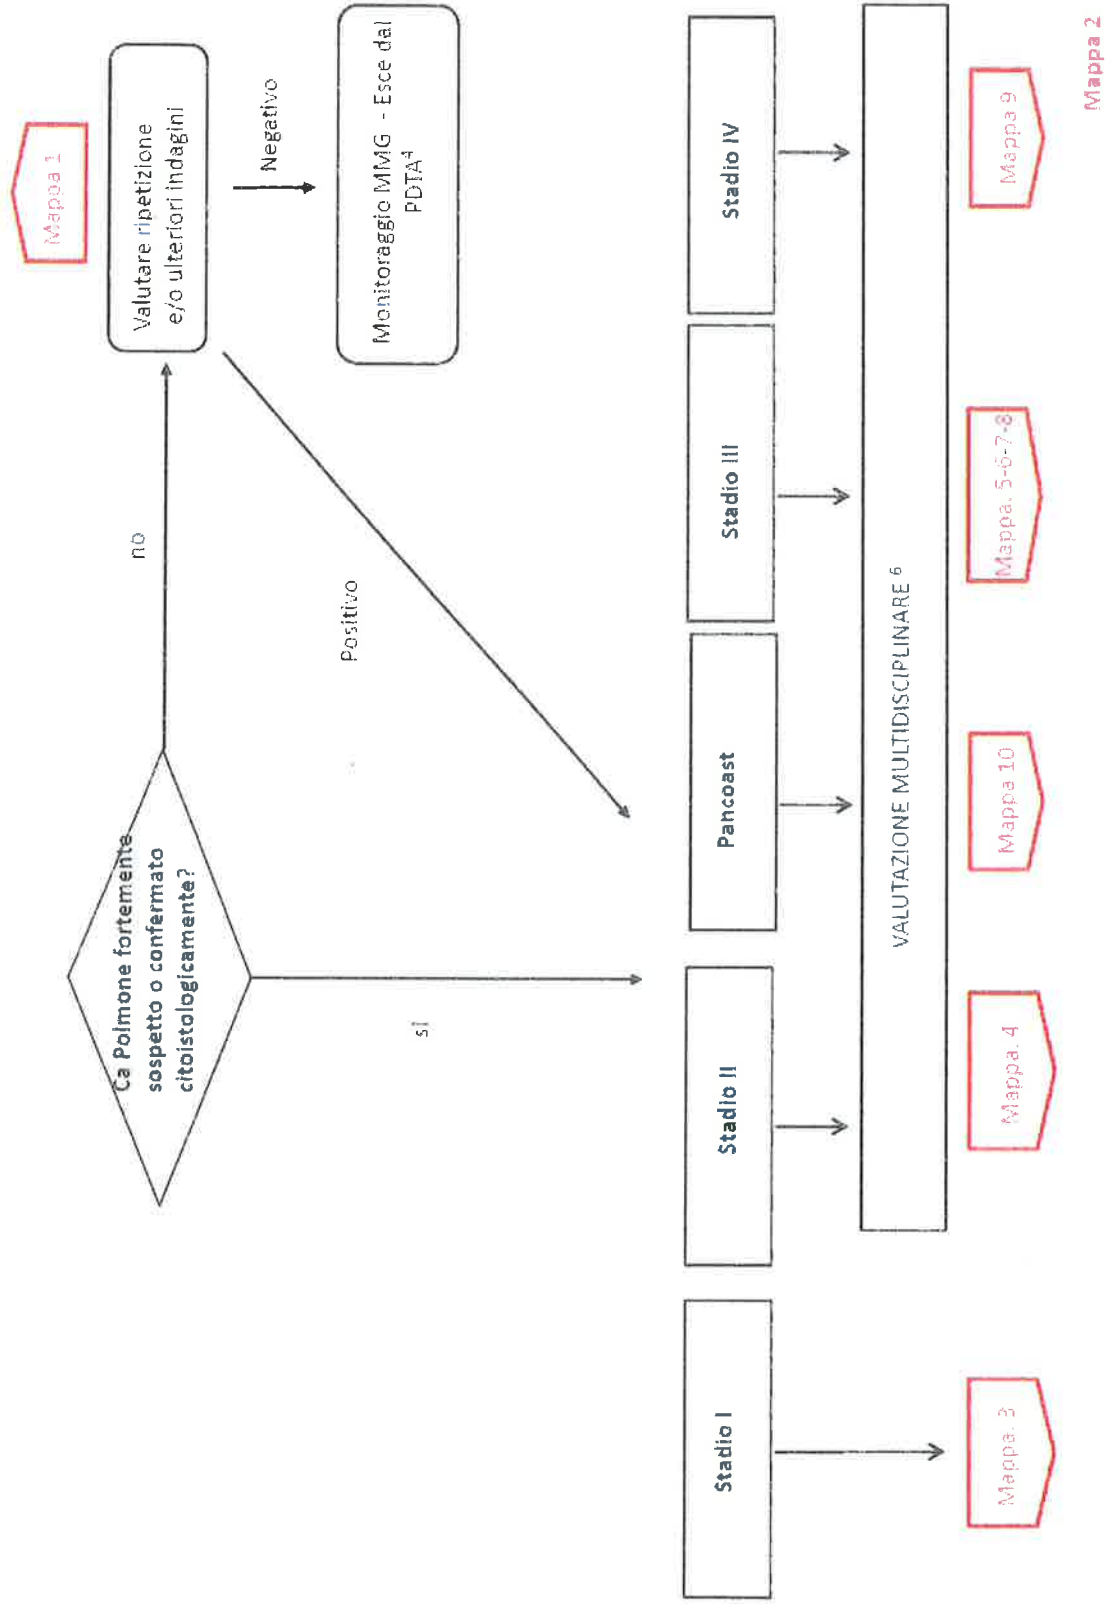 Mappa 1
Ca Polmone fortemente
sospetto o confermato
citoistologicamente?
no
Valutare ripetizione
e/o ulteriori indagini
Negativo
Monitoraggio MMG - Esce dal
PDTA⁴
Positivo
si
Stadio I
Stadio II
Pancoast
Stadio III
Stadio IV
VALUTAZIONE MULTIDISCIPLINARE ⁶
Mappa. 3
Mappa. 4
Mappa 10
Mappa. 5-6-7-8
Mappa 9
Mappa 2